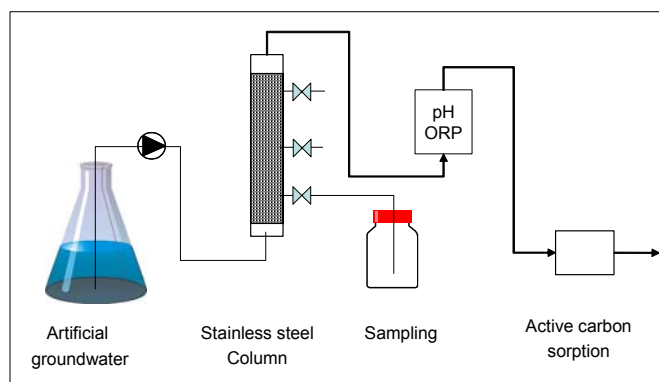 pH
ORP
Artificial
groundwater
Stainless steel
Column
Sampling
Active carbon
sorption